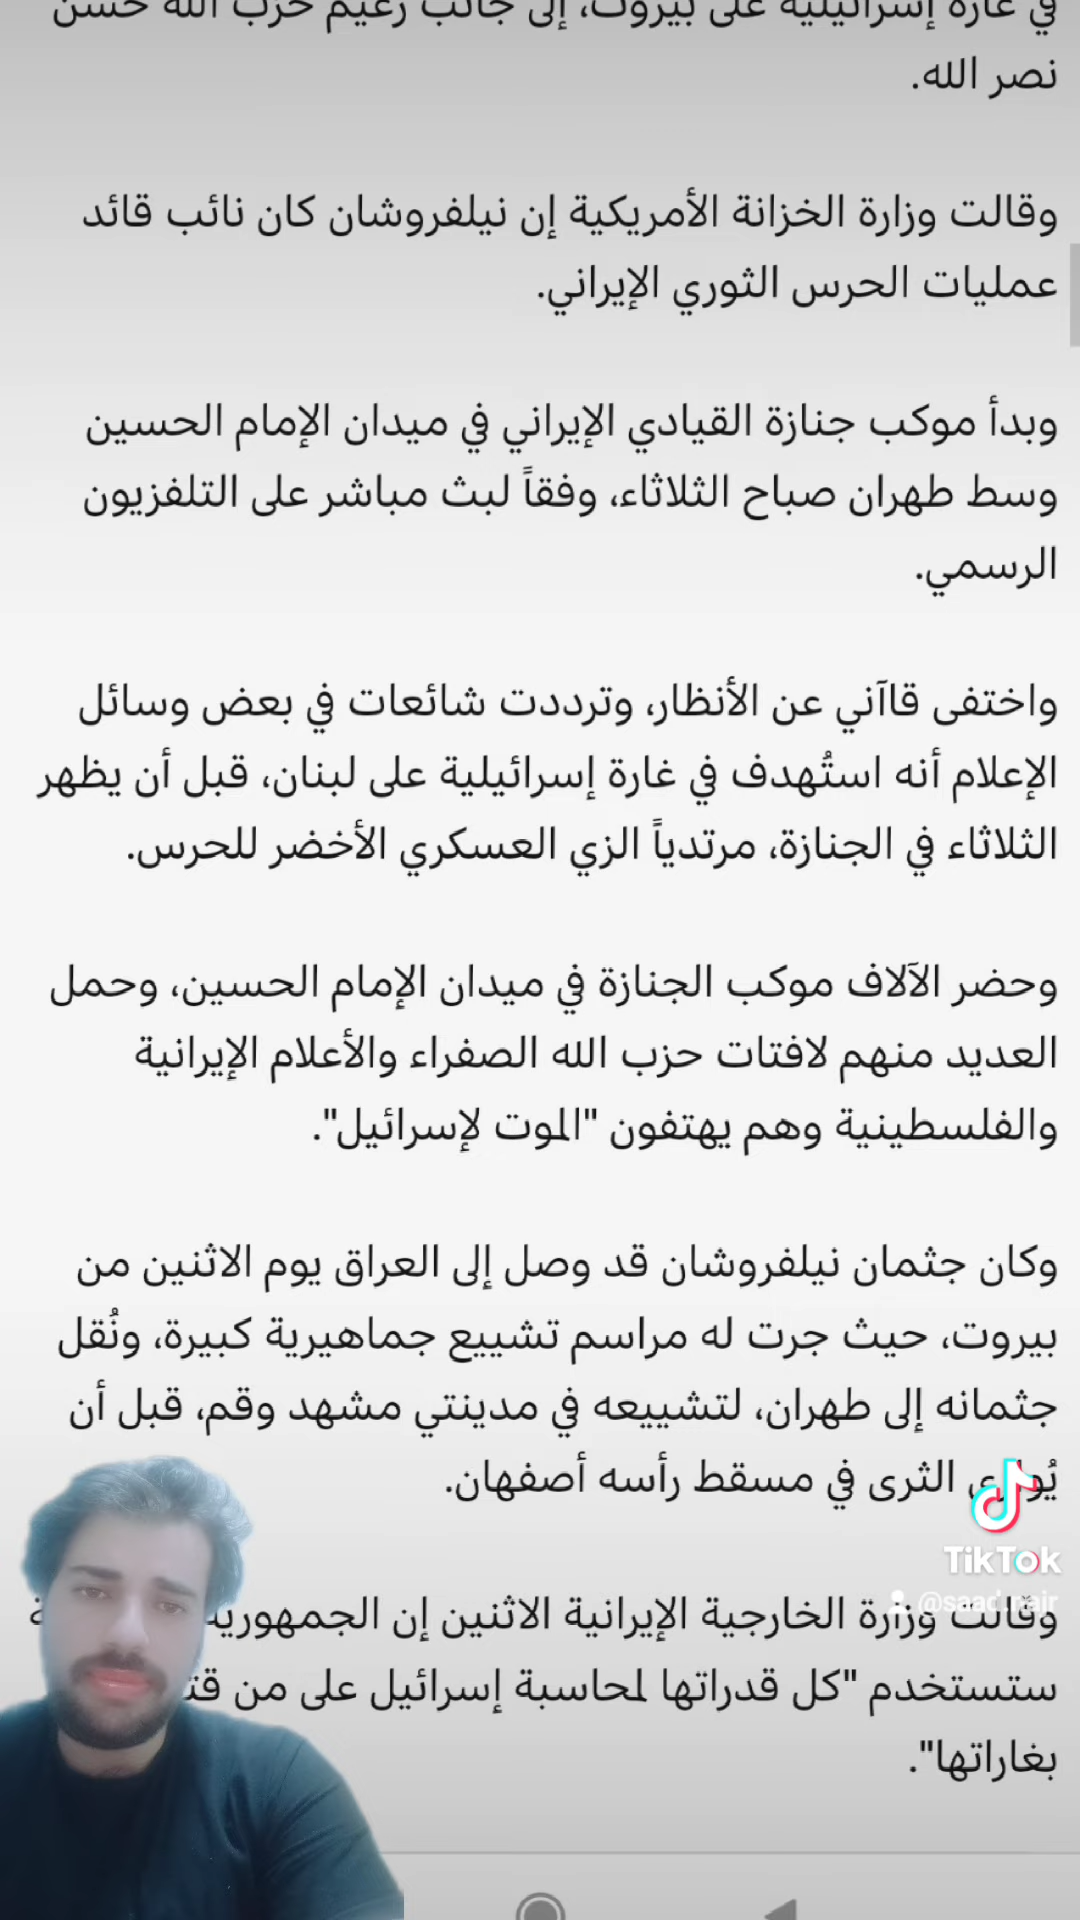 في غارة إسرائيلية على بيروت، إلى جانب زعيم حزب الله حسن
نصر الله.
وقالت وزارة الخزانة الأمريكية إن نيلفروشان كان نائب قائد
عمليات الحرس الثوري الإيراني.
وبدأ موكب جنازة القيادي الإيراني في ميدان الإمام الحسين
وسط طهران صباح الثلاثاء، وفقاً لبث مباشر على التلفزيون
الرسمي.
واختفى قاآني عن الأنظار، وترددت شائعات في بعض وسائل
الإعلام أنه استُهدف في غارة إسرائيلية على لبنان، قبل أن يظهر
الثلاثاء في الجنازة، مرتدياً الزي العسكري الأخضر للحرس.
وحضر الآلاف موكب الجنازة في ميدان الإمام الحسين، وحمل
العديد منهم لافتات حزب الله الصفراء والأعلام الإيرانية
والفلسطينية وهم يهتفون "الموت لإسرائيل".
وكان جثمان نيلفروشان قد وصل إلى العراق يوم الاثنين من
بيروت، حيث جرت له مراسم تشييع جماهيرية كبيرة، ونُقل
جثمانه إلى طهران، لتشييعه في مدينتي مشهد وقم، قبل أن
يُوارى الثرى في مسقط رأسه أصفهان.
TikTok
وقالت وزارة الخارجية الإيرانية الاثنين إن
ستستخدم "كل قدراتها لمحاسبة إسرائيل على من
بغاراتها".